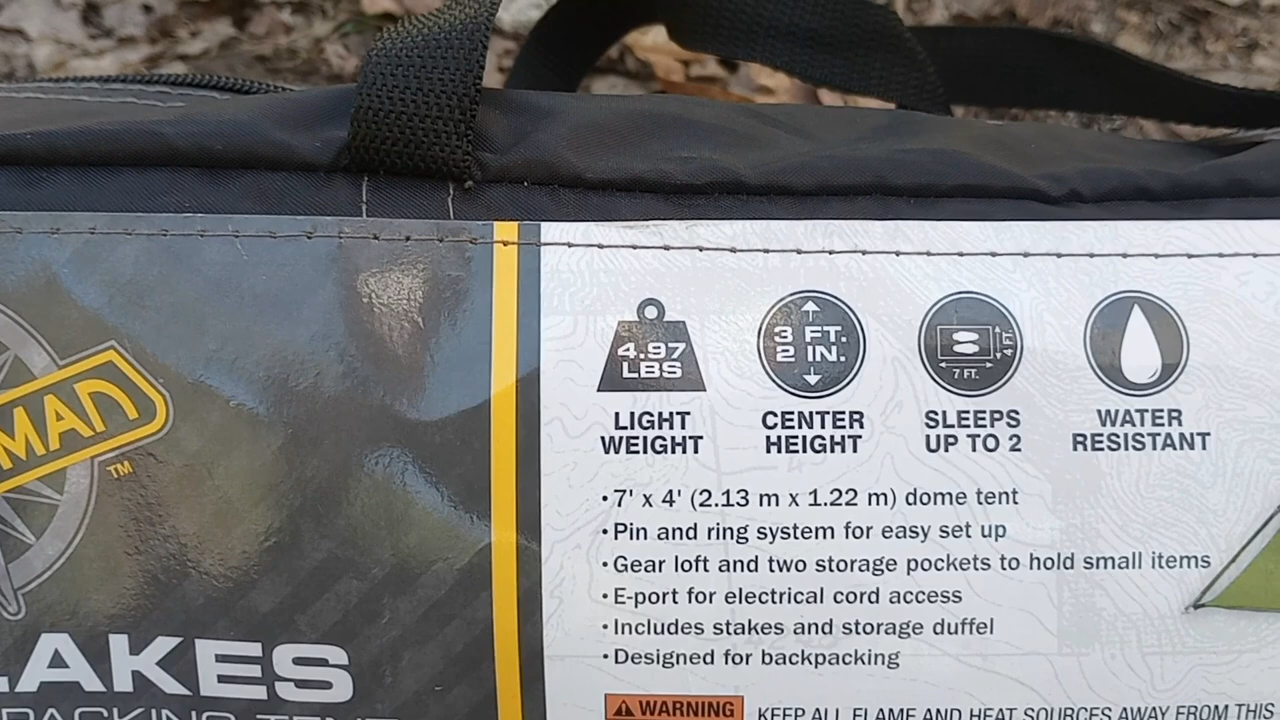 MAN
TM
LAKES
PACKING TENT
4.97
LBS
LIGHT
WEIGHT
3 FT.
2 IN.
CENTER
HEIGHT
4 FT.
7 FT.
SLEEPS
UP TO 2
WATER
RESISTANT
•7' x 4' (2.13 m x 1.22 m) dome tent
•Pin and ring system for easy set up
•Gear loft and two storage pockets to hold small items
•E-port for electrical cord access
•Includes stakes and storage duffel
•Designed for backpacking
WARNING KEEP ALL FLAME AND HEAT SOURCES AWAY FROM THIS